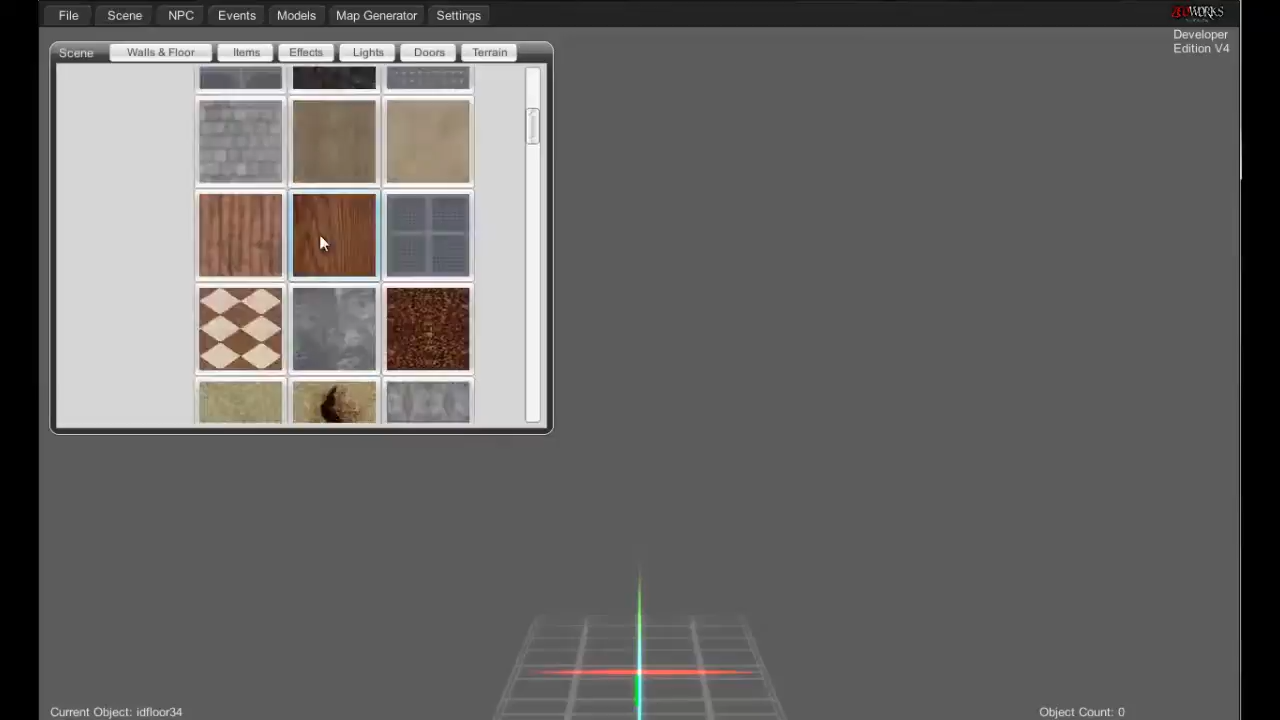 File Scene NPC Events Models Map Generator Settings
Developer
Edition V4
Scene Walls & Floor Items Effects Lights Doors Terrain
Current Object: idfloor34 Object Count: 0